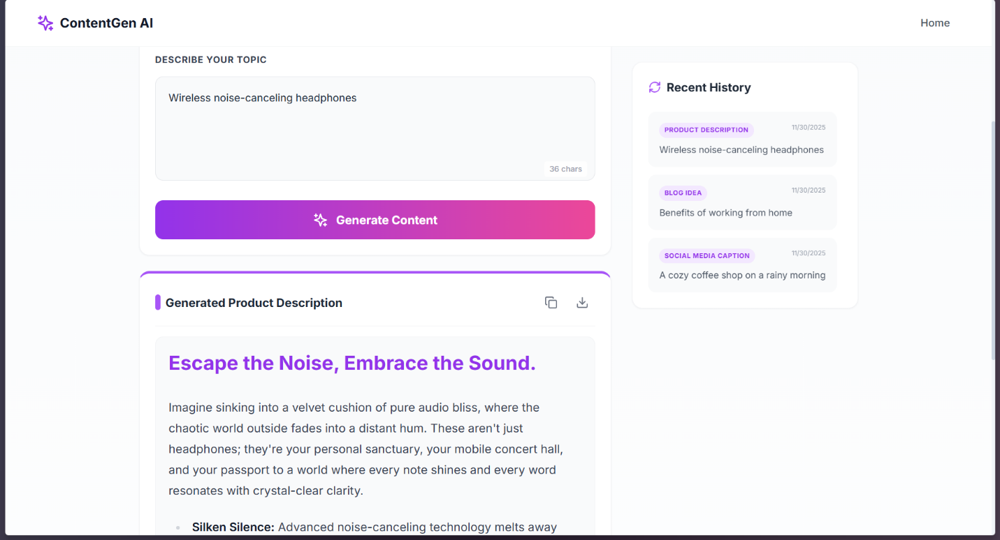 ContentGen AI
Home
DESCRIBE YOUR TOPIC
Wireless noise-canceling headphones
36 chars
Generate Content
Generated Product Description
Escape the Noise, Embrace the Sound.
Imagine sinking into a velvet cushion of pure audio bliss, where the
chaotic world outside fades into a distant hum. These aren't just
headphones; they're your personal sanctuary, your mobile concert hall,
and your passport to a world where every note shines and every word
resonates with crystal-clear clarity.
Silken Silence: Advanced noise-canceling technology melts away
Recent History
PRODUCT DESCRIPTION
11/30/2025
Wireless noise-canceling headphones
BLOG IDEA
11/30/2025
Benefits of working from home
SOCIAL MEDIA CAPTION
11/30/2025
A cozy coffee shop on a rainy morning